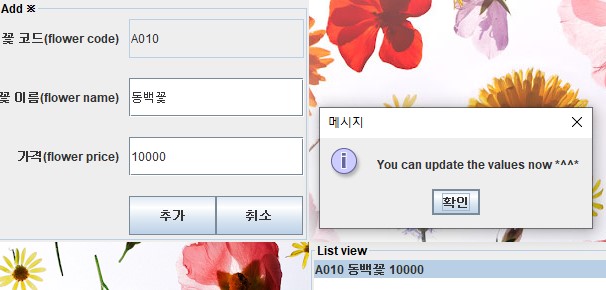 Add ※
꽃 코드(flower code) A010
꽃 이름(flower name) 동백꽃
가격(flower price) 10000
추가 취소
메시지
You can update the values now *^^*
확인
List view
A010 동백꽃 10000